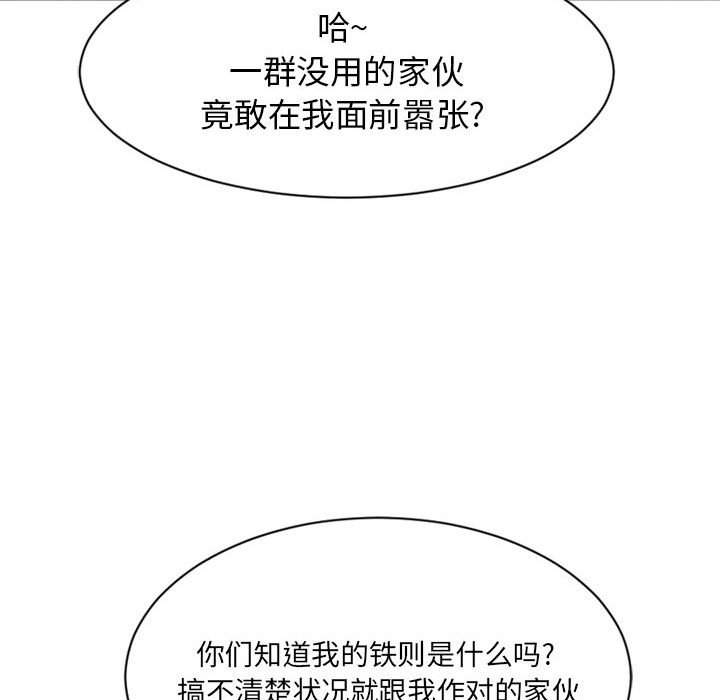 哈~
一群没用的家伙
竟敢在我面前嚣张?
你们知道我的铁则是什么吗?
搞不清楚状况就跟我作对的家伙